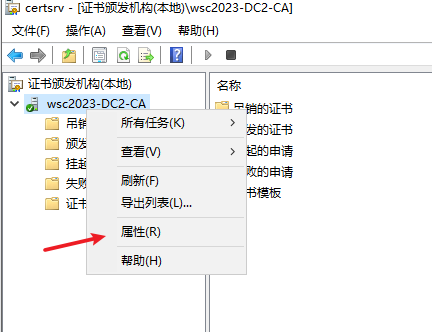 certsrv - [证书颁发机构(本地)\wsc2023-DC2-CA]
文件(F) 操作(A) 查看(V) 帮助(H)
证书颁发机构(本地)
wsc2023-DC2-CA
吊销
颁发
挂起
失败
证书
所有任务(K)
查看(V)
刷新(F)
导出列表(L)...
属性(R)
帮助(H)
名称
吊销的证书
发的证书
起的申请
败的申请
书模板